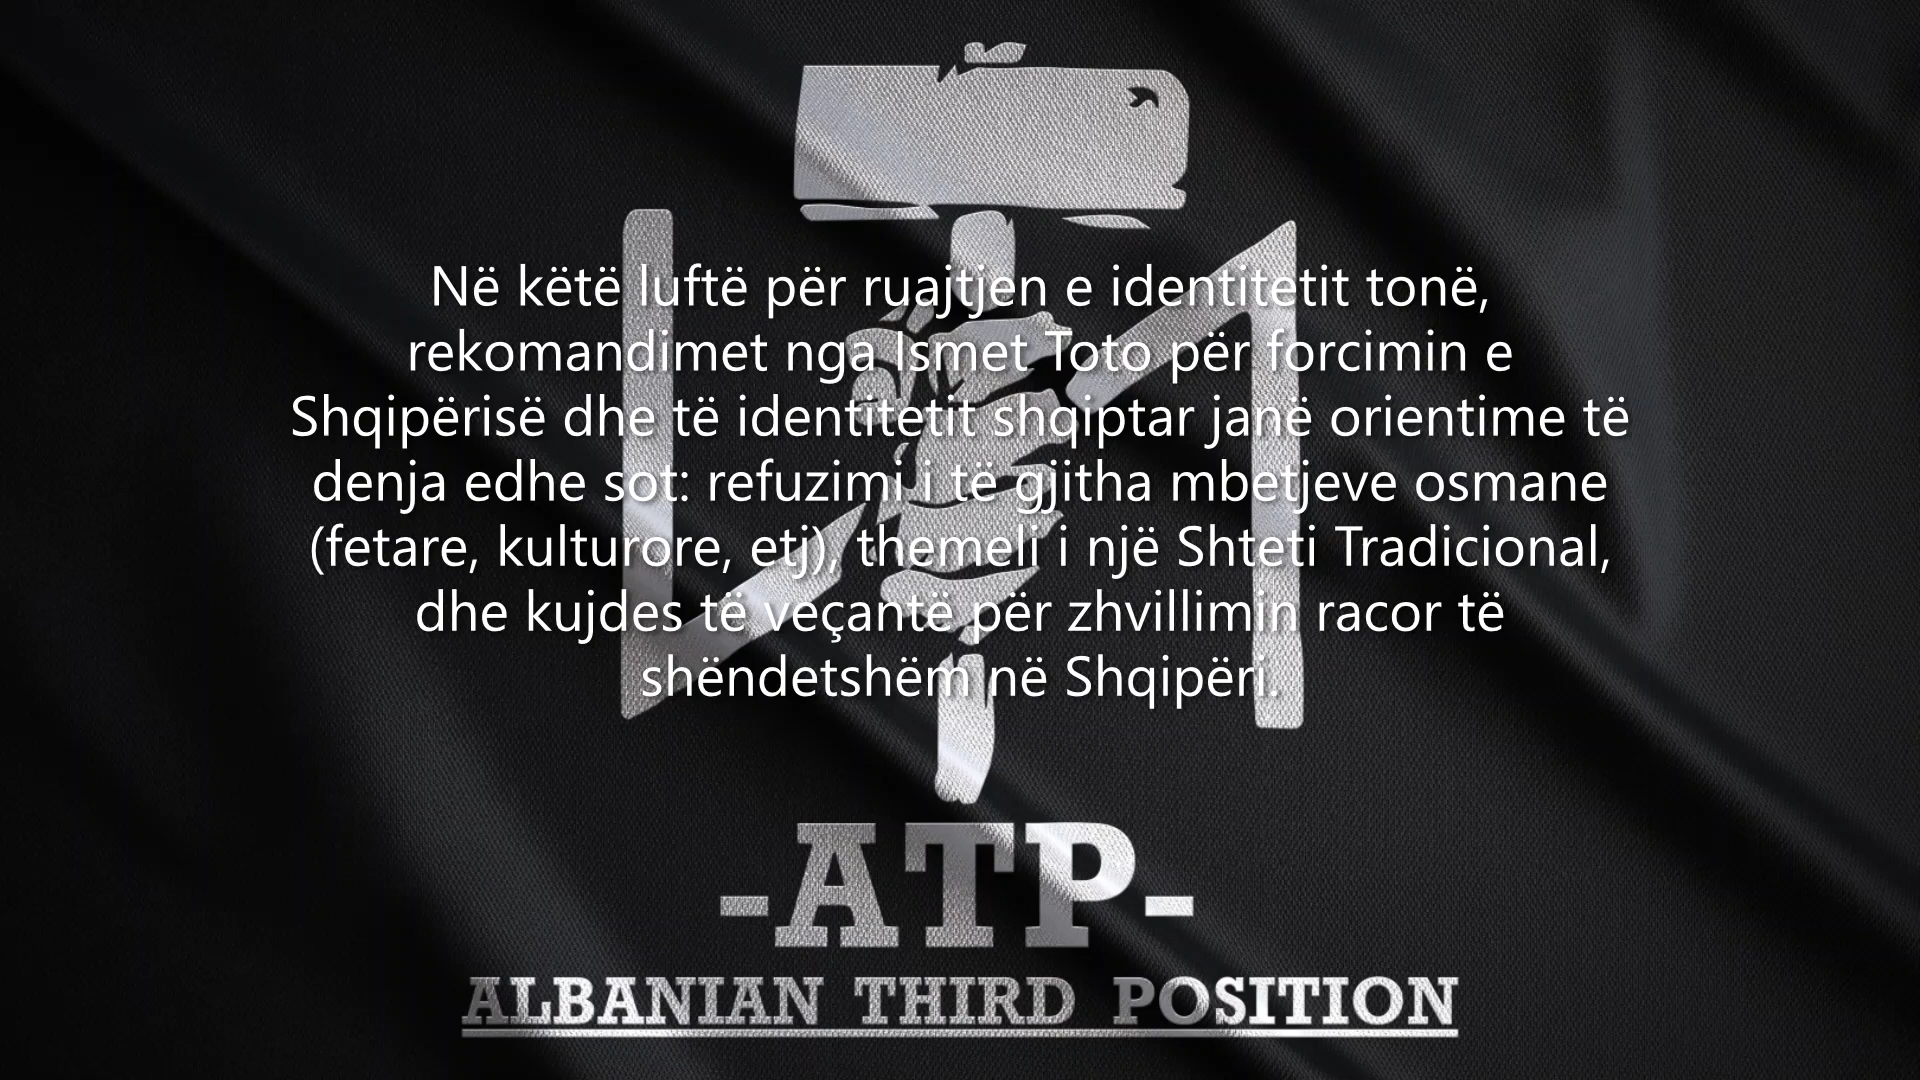 Në këtë luftë për ruajtjen e identitetit tonë,
rekomandimet nga Ismet Toto për forcimin e
Shqipërisë dhe të identitetit shqiptar janë orientime të
denja edhe sot: refuzimi i të gjitha mbetjeve osmane
(fetare, kulturore, etj), themeli i një Shteti Tradicional,
dhe kujdes të veçantë për zhvillimin racor të
shëndetshëm në Shqipëri.
-ATP-
ALBANIAN THIRD POSITION